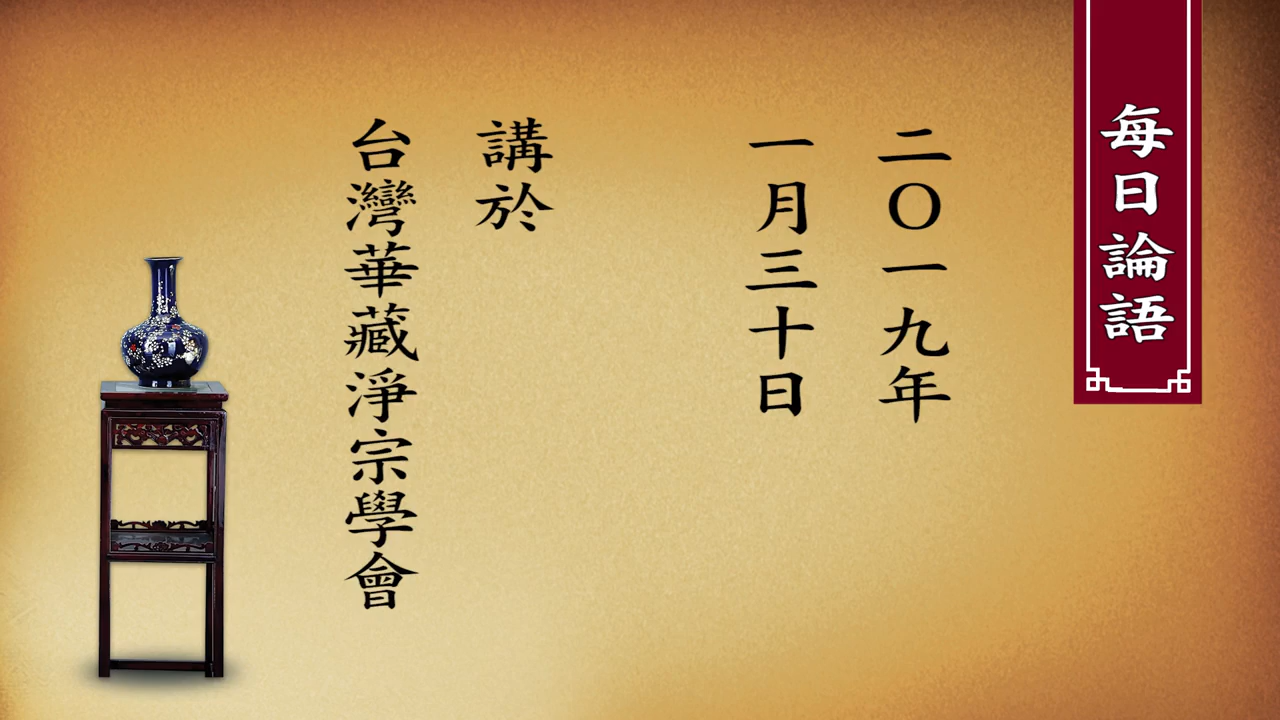 每日論語
二〇一九年
一月三十日
講於
台灣華藏淨宗學會